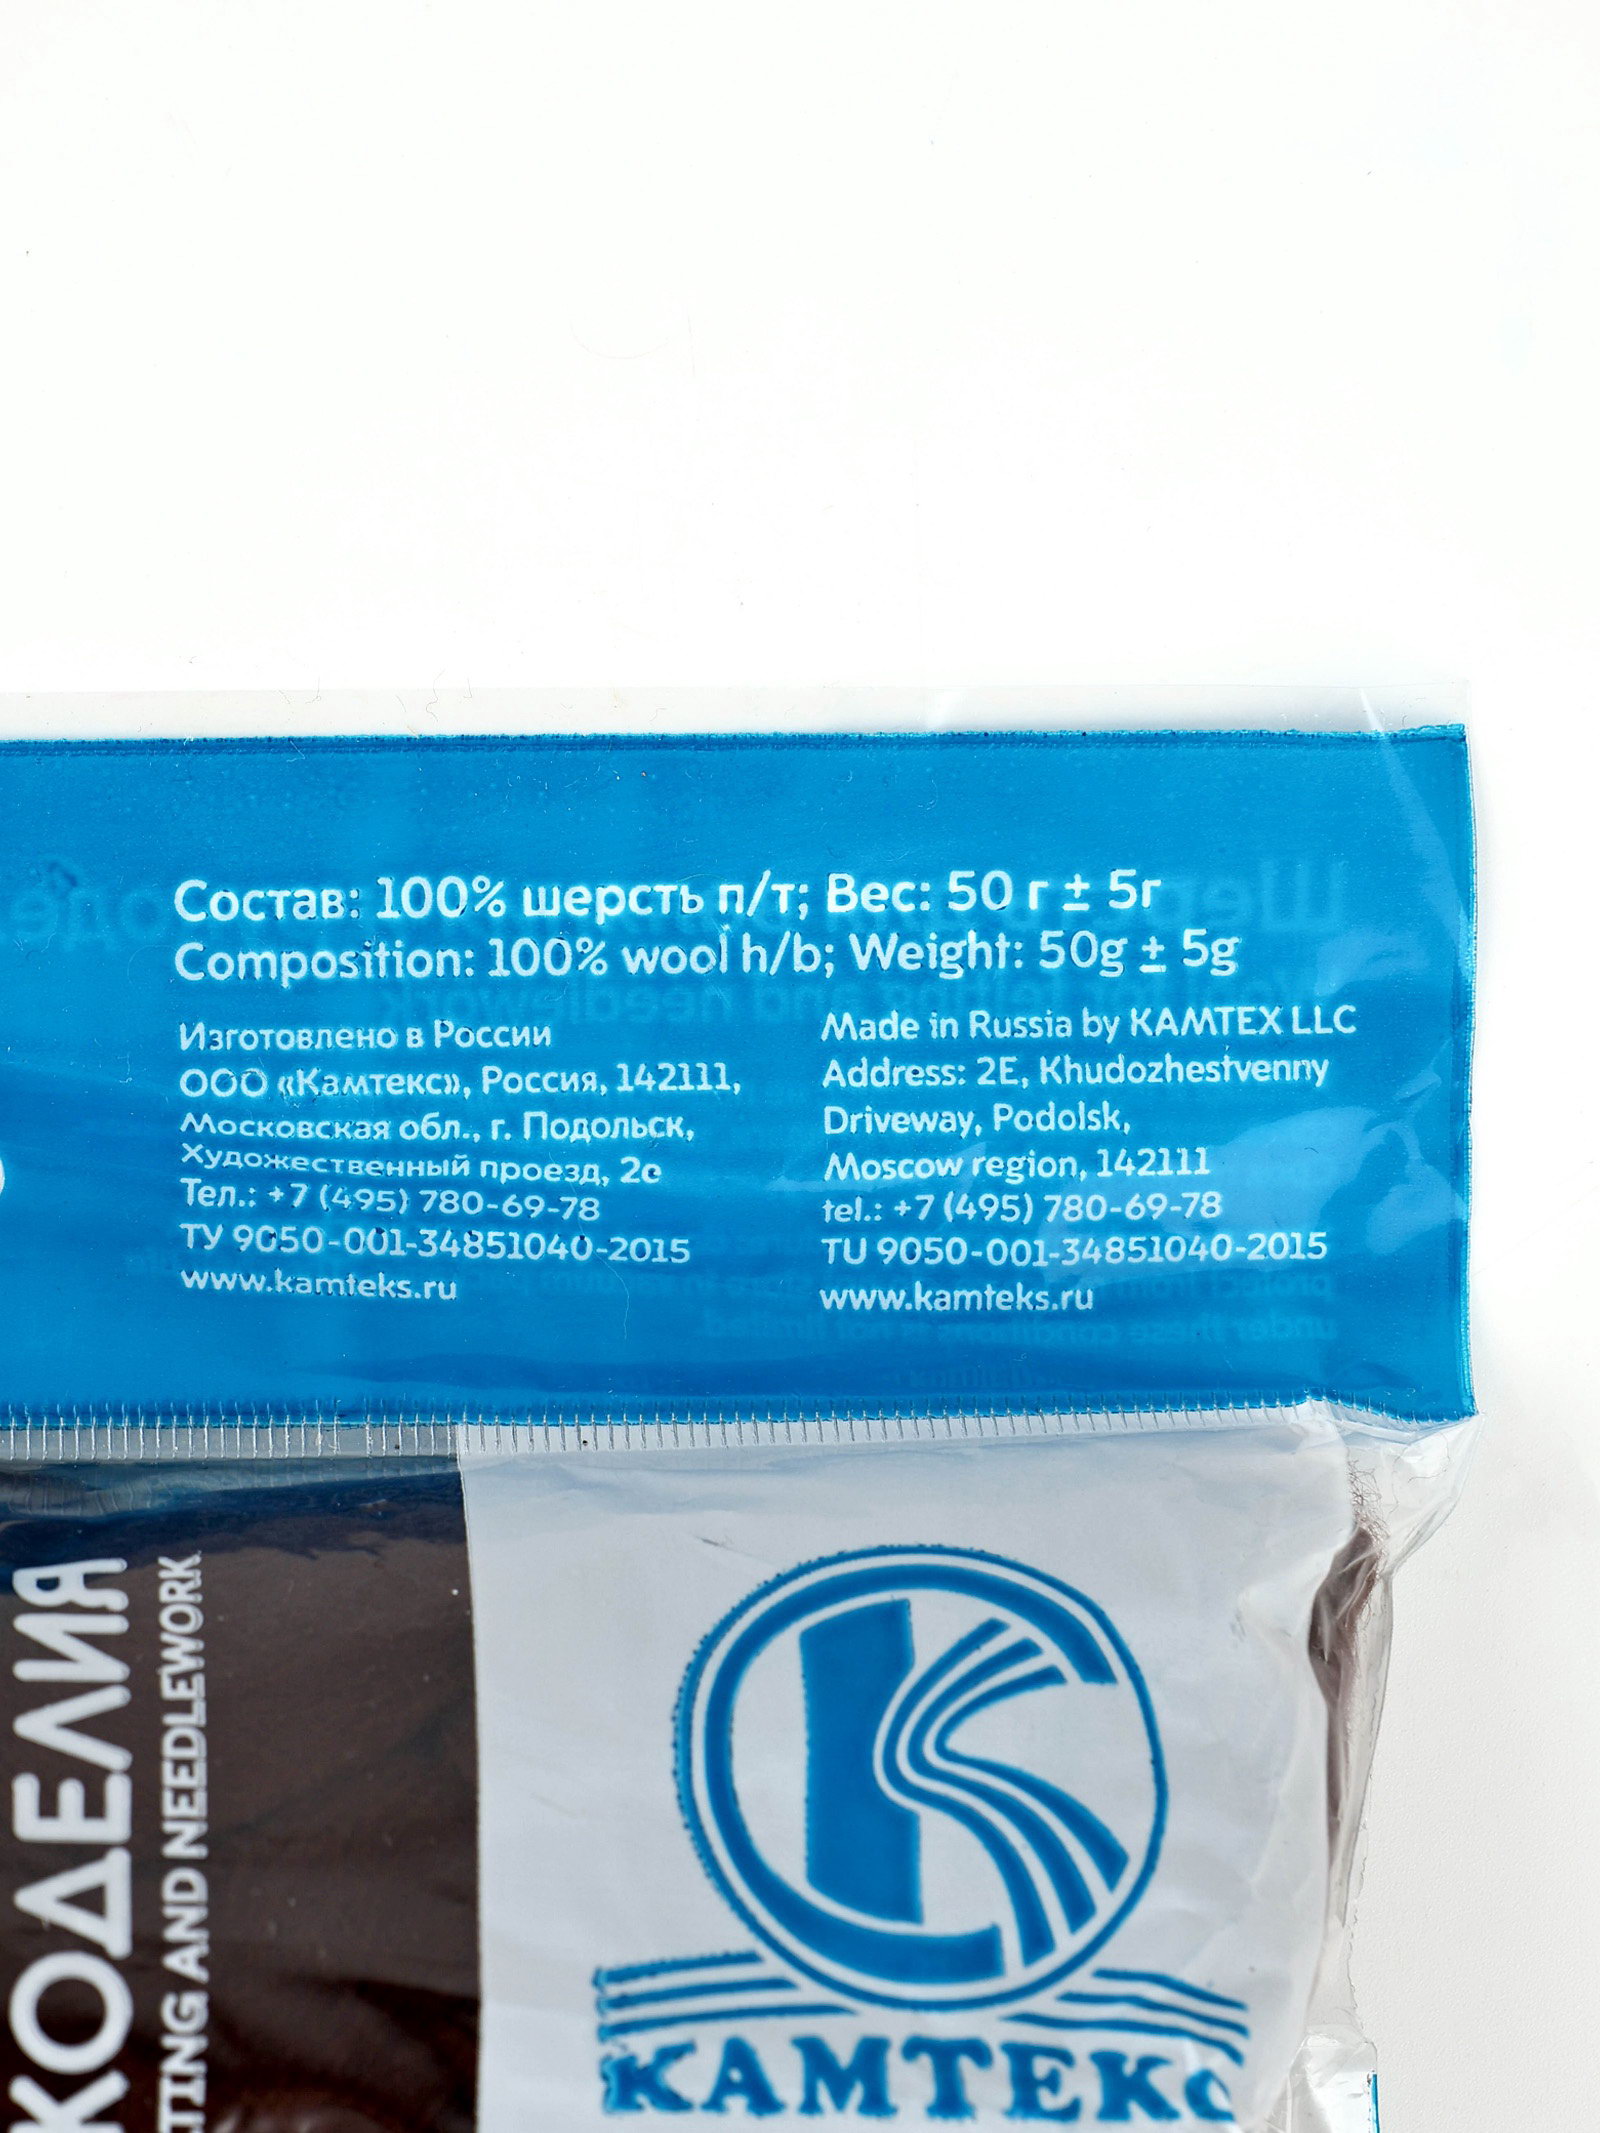 Состав: 100% шерсть п/т; Вес: 50 г ± 5г
Composition: 100% wool h/b; Weight: 50g ± 5g
Изготовлено в России
ООО «Камтекс», Россия, 142111,
Московская обл., г. Подольск,
Художественный проезд, 2е
Тел.: +7 (495) 780-69-78
ТУ 9050-001-34851040-2015
www.kamteks.ru
Made in Russia by KAMTEX LLC
Address: 2E, Khudozhestvenny
Driveway, Podolsk,
Moscow region, 142111
tel.: +7 (495) 780-69-78
TU 9050-001-34851040-2015
www.kamteks.ru
КОДЕЛИЯ
TING AND NEEDLEWORK
КАМТЕКС